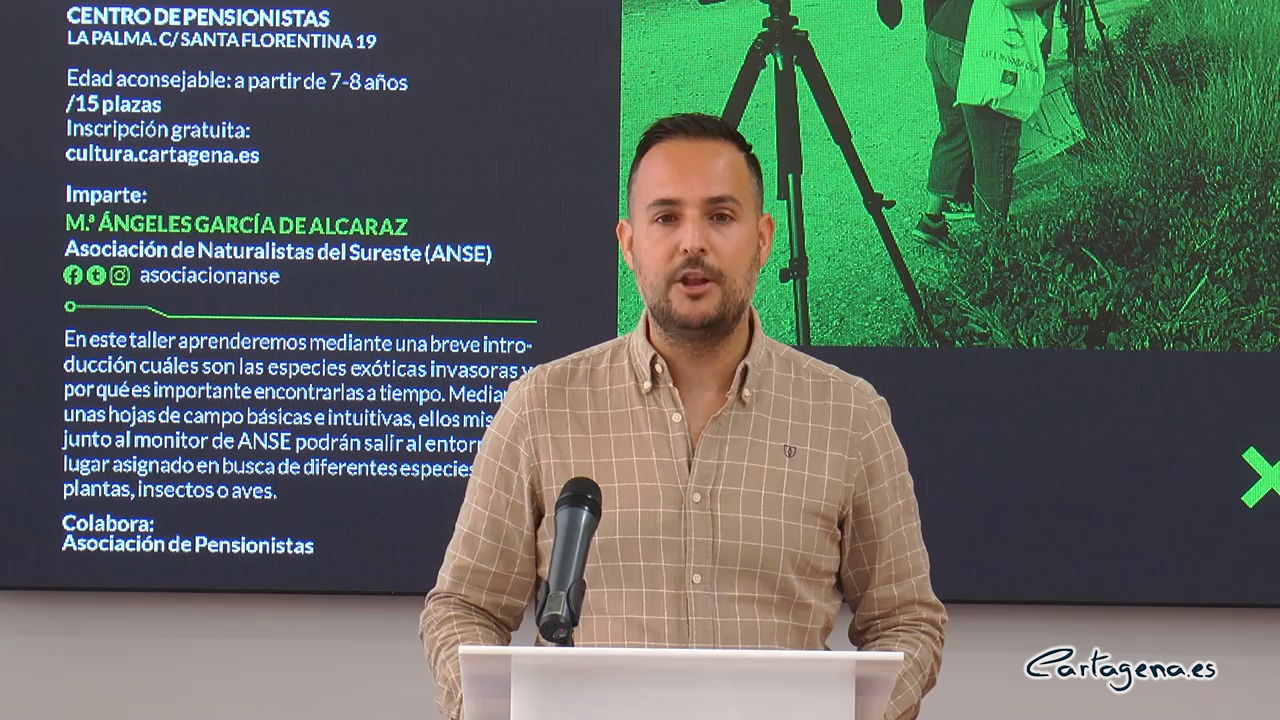 CENTRO DE PENSIONISTAS
LA PALMA. C/ SANTA FLORENTINA 19
Edad aconsejable: a partir de 7-8 años
/15 plazas
Inscripción gratuita:
cultura.cartagena.es
Imparte:
M.ª ÁNGELES GARCÍA DE ALCARAZ
Asociación de Naturalistas del Sureste (ANSE)
asociacionanse
En este taller aprenderemos mediante una breve intro-
ducción cuáles son las especies exóticas invasoras y
por qué es importante encontrarlas a tiempo. Media
unas hojas de campo básicas e intuitivas, ellos mis
junto al monitor de ANSE podrán salir al entor
lugar asignado en busca de diferentes especies
plantas, insectos o aves.
Colabora:
Asociación de Pensionistas
Cartagena.es